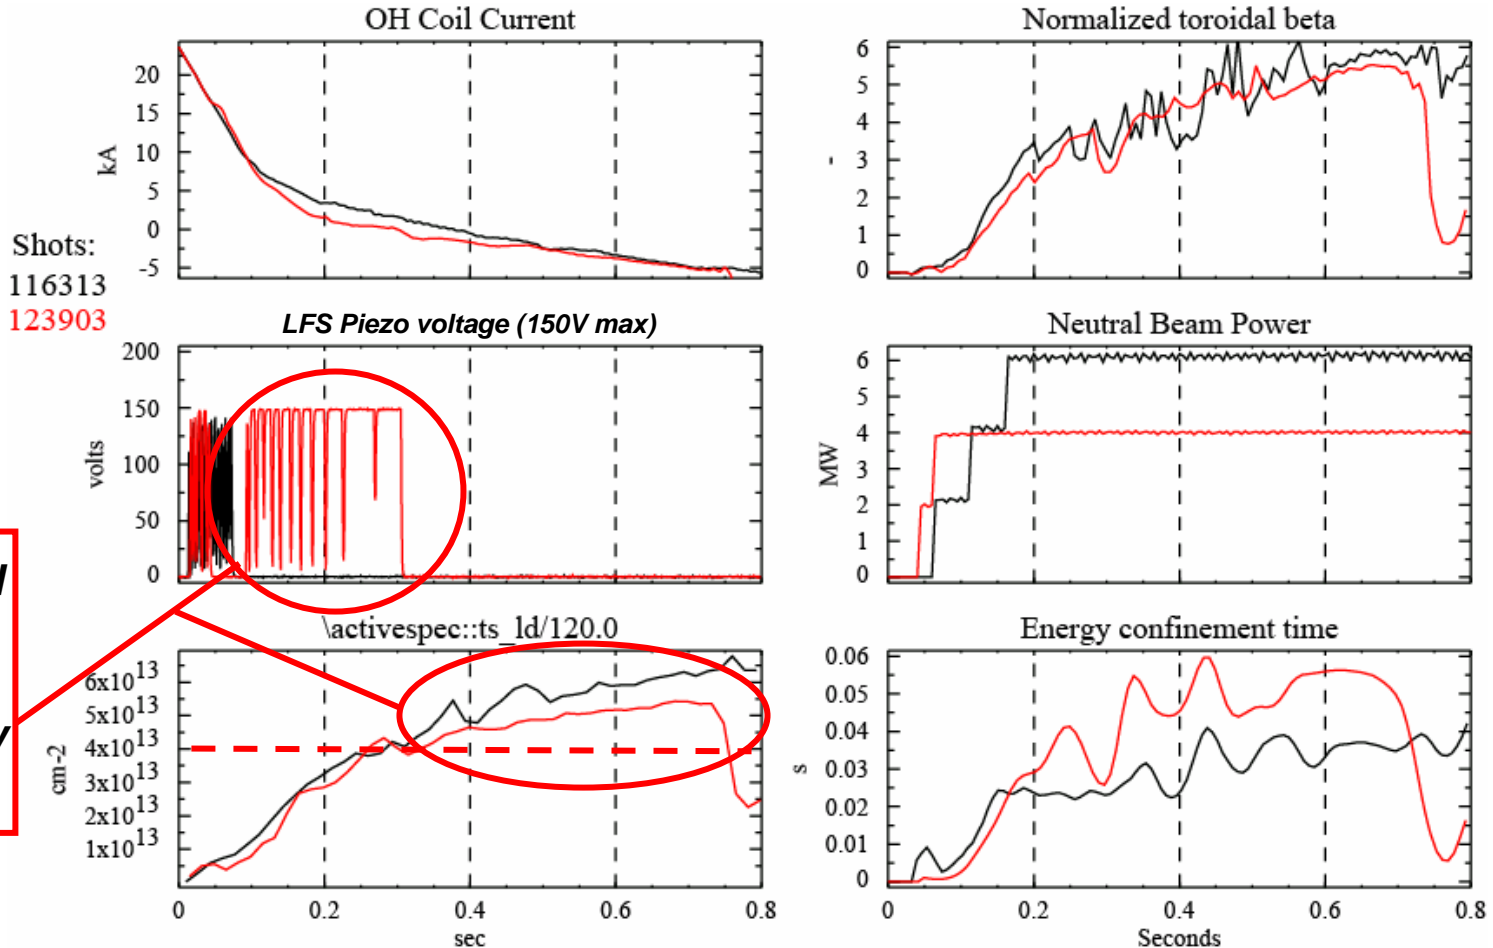 OH Coil Current
20
15
10
5
0
-5
kA
Normalized toroidal beta
6
5
4
3
2
1
0
-
Shots:
116313
123903
LFS Piezo voltage (150V max)
200
150
100
50
0
volts
Neutral Beam Power
6
5
4
3
2
1
0
MW
\activespec::ts_ld/120.0
6x10^13
5x10^13
4x10^13
3x10^13
2x10^13
1x10^13
cm-2
0 0.2 0.4 0.6 0.8
sec
Energy confinement time
0.06
0.05
0.04
0.03
0.02
0.01
0
s
0 0.2 0.4 0.6 0.8
Seconds